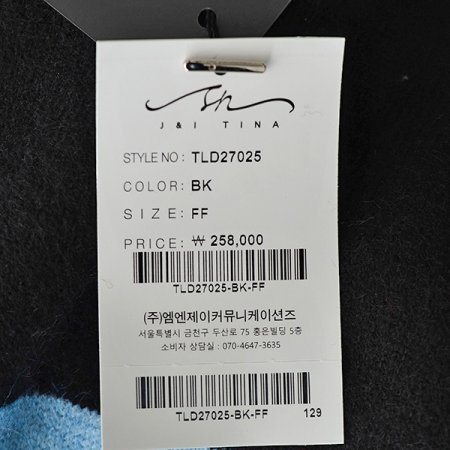 J & I TINA
STYLE NO : TLD27025
COLOR: BK
SIZE: FF
PRICE: ₩ 258,000
TLD27025-BK-FF
(주)엠엔제이커뮤니케이션즈
서울특별시 금천구 두산로 75 홍은빌딩 5층
소비자 상담실 : 070-4647-3635
TLD27025-BK-FF 129